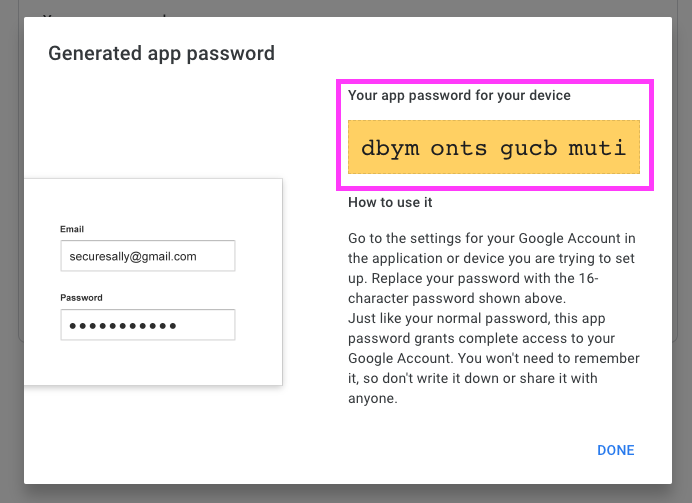 Generated app password
Your app password for your device
dbym onts gucb muti
How to use it
Go to the settings for your Google Account in
the application or device you are trying to set
up. Replace your password with the 16-
character password shown above.
Just like your normal password, this app
password grants complete access to your
Google Account. You won't need to remember
it, so don't write it down or share it with
anyone.
Email
securesally@gmail.com
Password
DONE